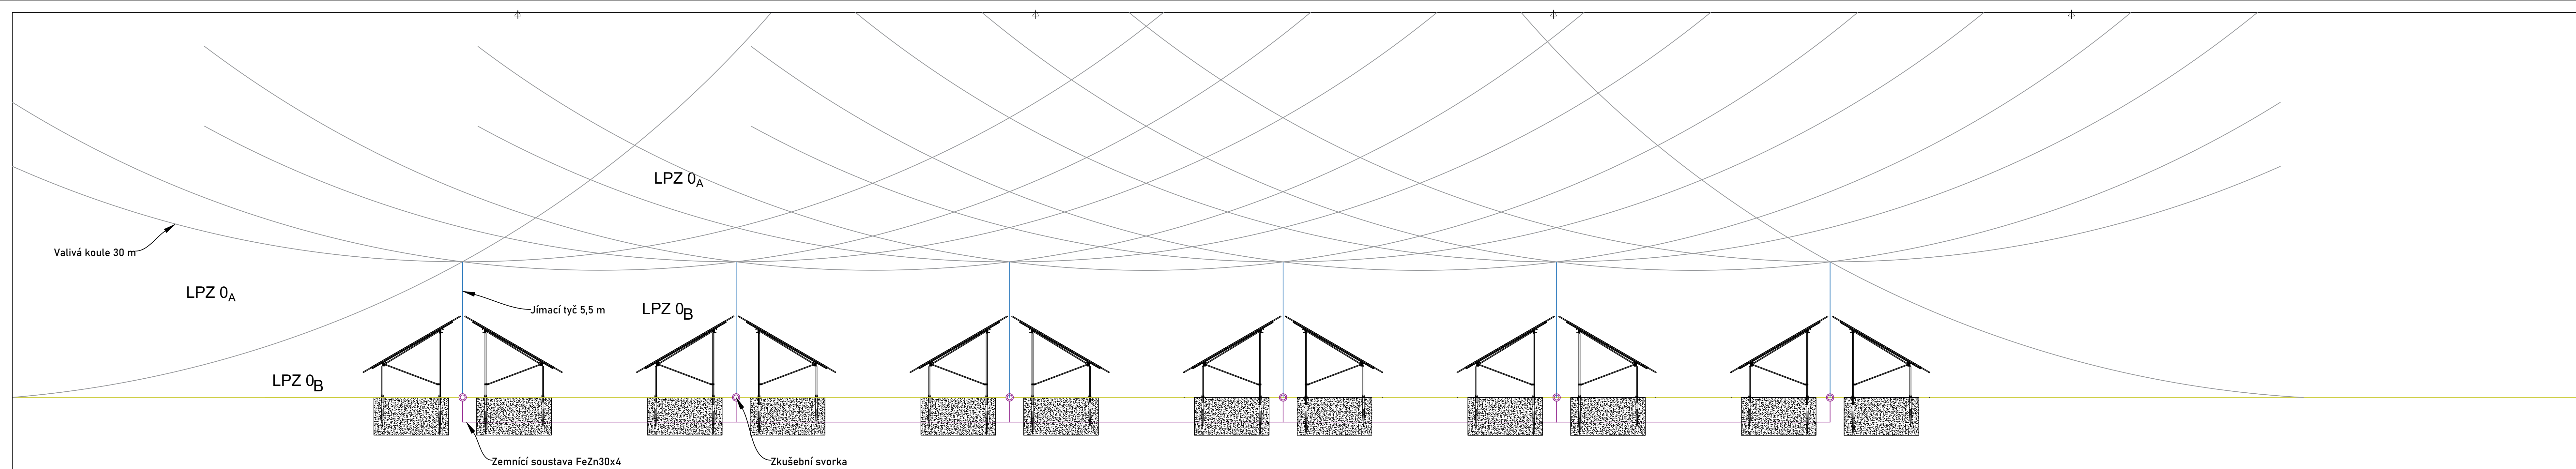 LPZ 0A
Valivá koule 30 m
LPZ 0A
Jímací tyč 5,5 m
LPZ 0B
LPZ 0B
Zemnící soustava FeZn30x4
Zkušební svorka